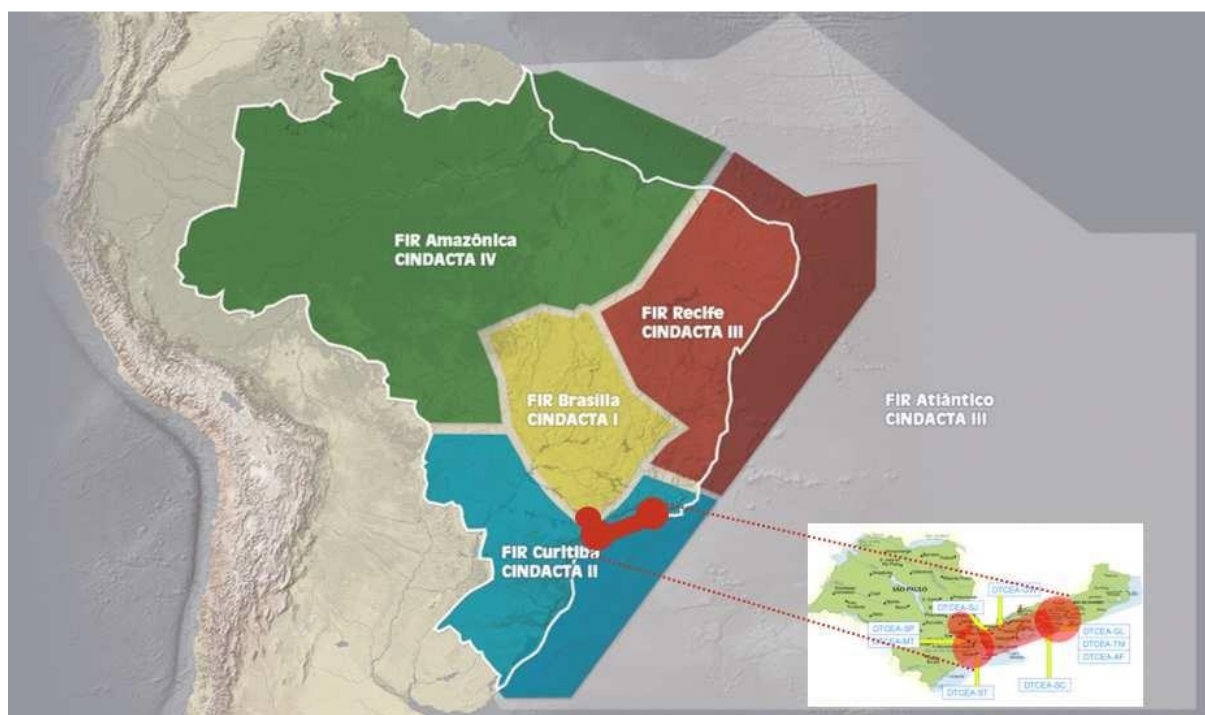 FIR Amazônica
CINDACTA IV
FIR Recife
CINDACTA III
FIR Brasília
CINDACTA I
FIR Atlântico
CINDACTA III
FIR Curitiba
CINDACTA II
SÃO PAULO
DTCEA-SJ
DTCEA-SP
DTCEA-MT
DTCEA-GL
DTCEA-TM
DTCEA-AF
DTCEA-SC
DTCEA-ST